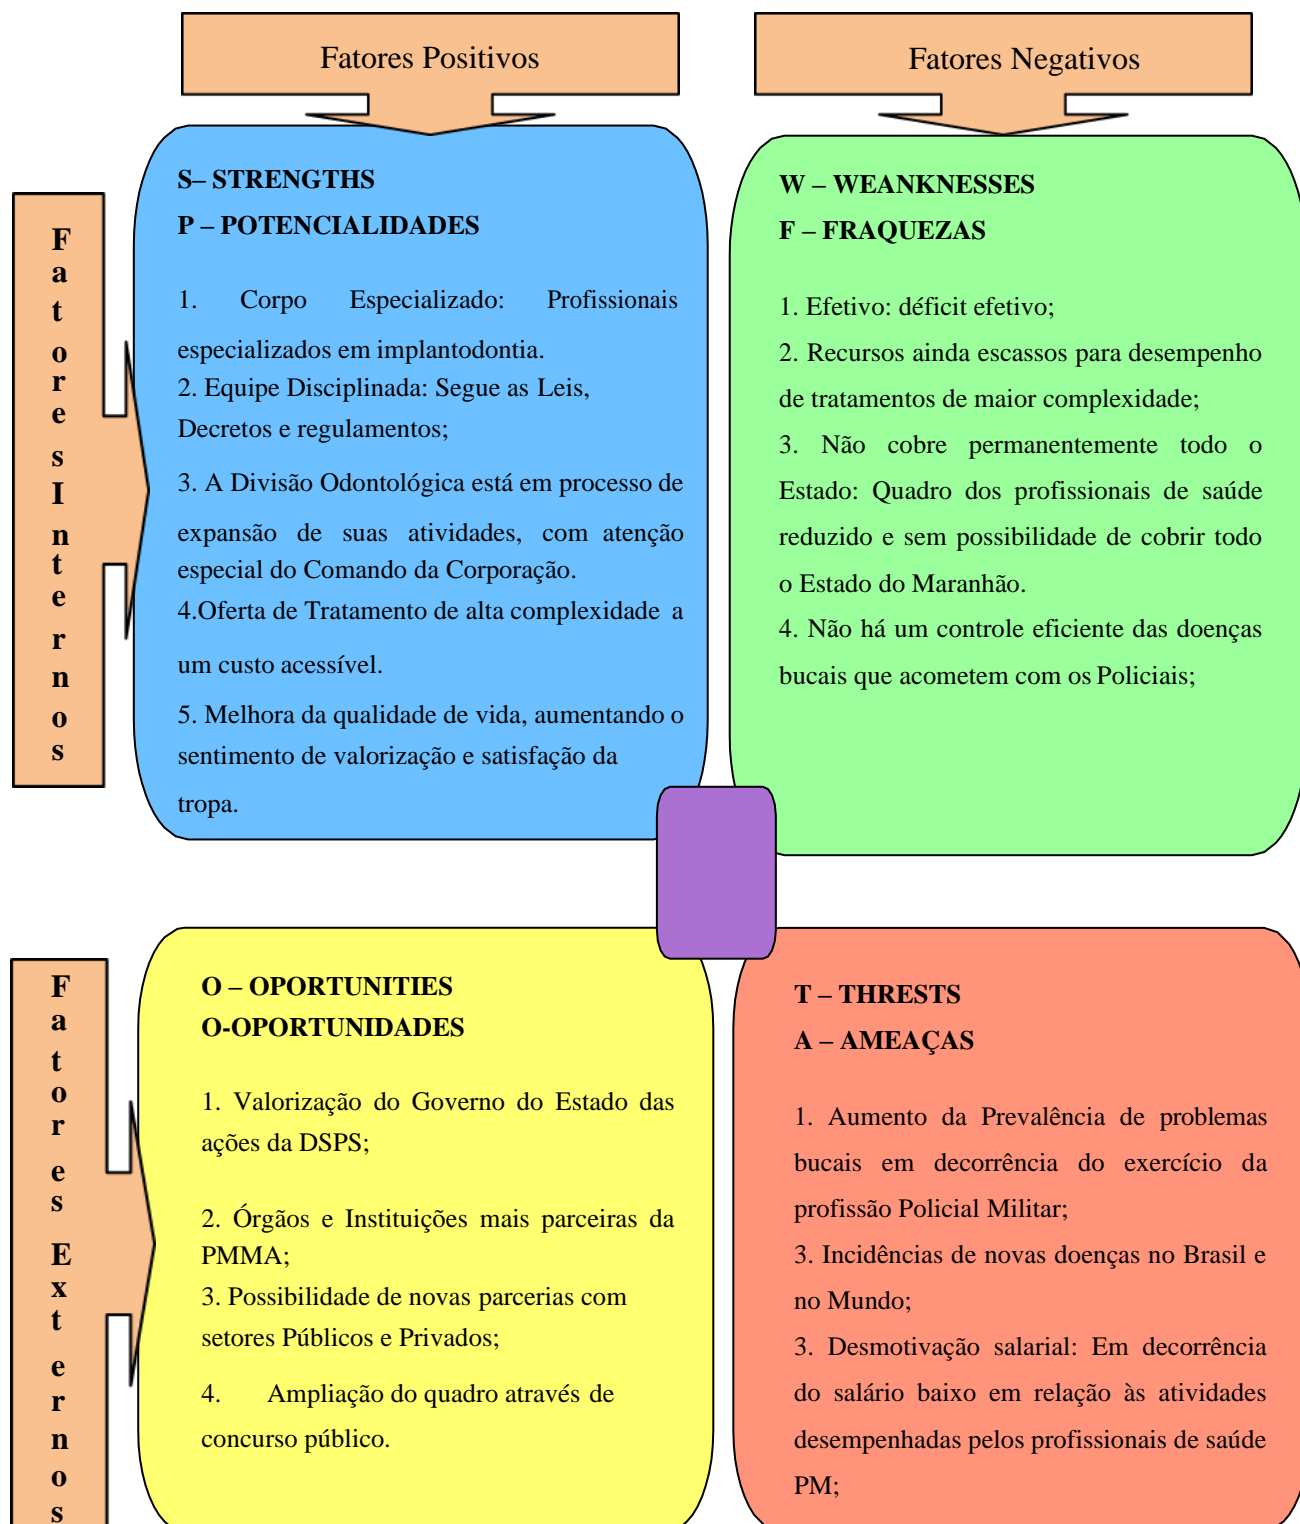 Fatores Positivos
Fatores Negativos
Fatores Internos
S– STRENGTHS
P – POTENCIALIDADES
1. Corpo Especializado: Profissionais
especializados em implantodontia.
2. Equipe Disciplinada: Segue as Leis,
Decretos e regulamentos;
3. A Divisão Odontológica está em processo de
expansão de suas atividades, com atenção
especial do Comando da Corporação.
4.Oferta de Tratamento de alta complexidade a
um custo acessível.
5. Melhora da qualidade de vida, aumentando o
sentimento de valorização e satisfação da
tropa.
W – WEANKNESSES
F – FRAQUEZAS
1. Efetivo: déficit efetivo;
2. Recursos ainda escassos para desempenho
de tratamentos de maior complexidade;
3. Não cobre permanentemente todo o
Estado: Quadro dos profissionais de saúde
reduzido e sem possibilidade de cobrir todo
o Estado do Maranhão.
4. Não há um controle eficiente das doenças
bucais que acometem com os Policiais;
Fatores Externos
O – OPORTUNITIES
O-OPORTUNIDADES
1. Valorização do Governo do Estado das
ações da DSPS;
2. Órgãos e Instituições mais parceiras da
PMMA;
3. Possibilidade de novas parcerias com
setores Públicos e Privados;
4. Ampliação do quadro através de
concurso público.
T – THRESTS
A – AMEAÇAS
1. Aumento da Prevalência de problemas
bucais em decorrência do exercício da
profissão Policial Militar;
3. Incidências de novas doenças no Brasil e
no Mundo;
3. Desmotivação salarial: Em decorrência
do salário baixo em relação às atividades
desempenhadas pelos profissionais de saúde
PM;